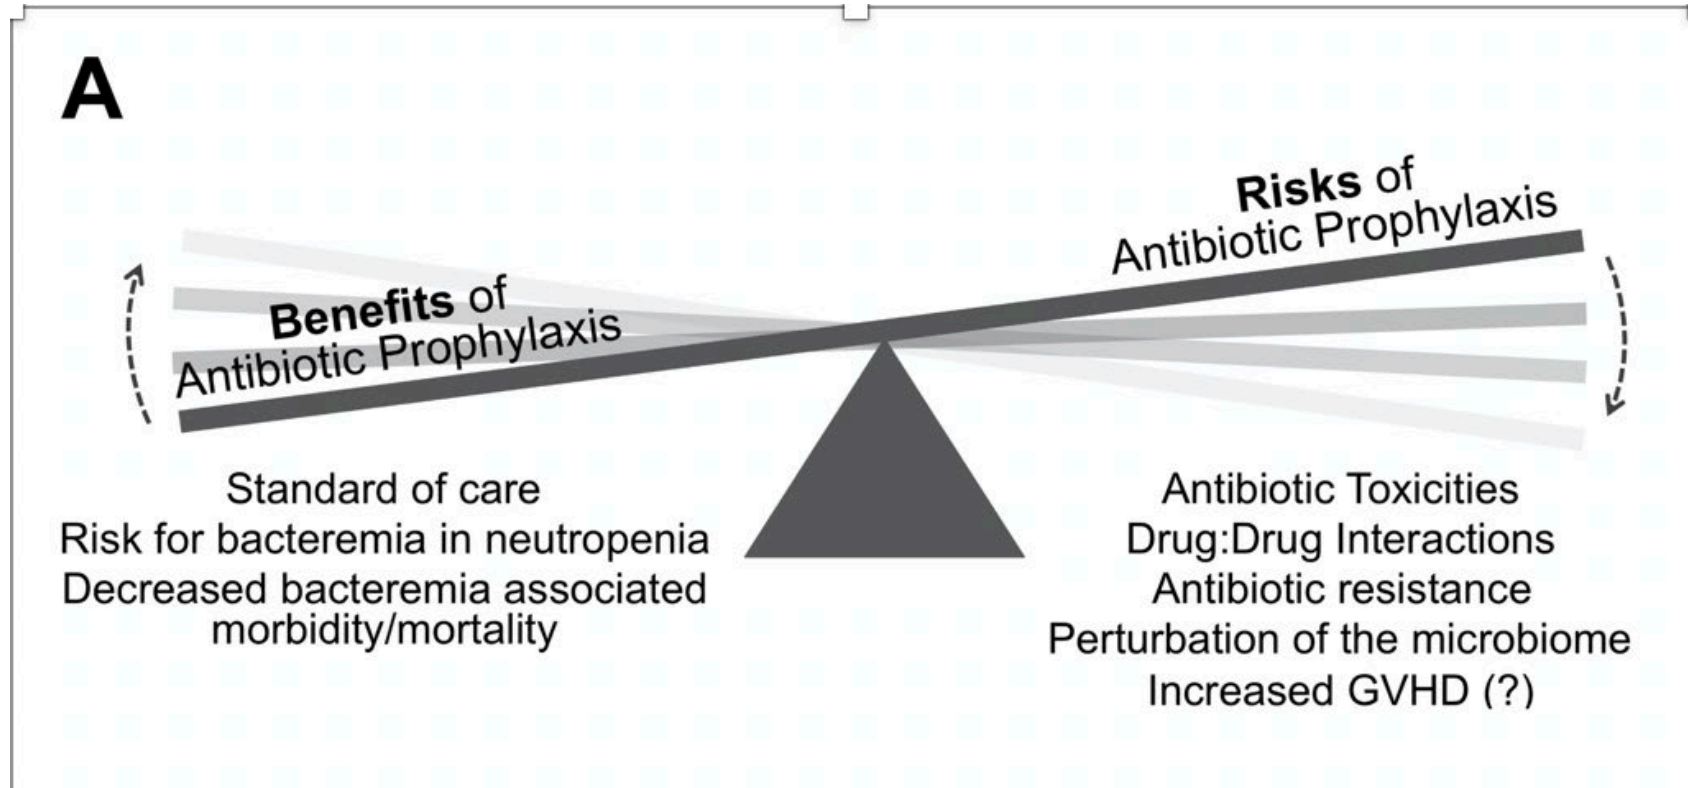 A
Benefits of
Antibiotic Prophylaxis
Risks of
Antibiotic Prophylaxis
Standard of care
Risk for bacteremia in neutropenia
Decreased bacteremia associated
morbidity/mortality
Antibiotic Toxicities
Drug:Drug Interactions
Antibiotic resistance
Perturbation of the microbiome
Increased GVHD (?)